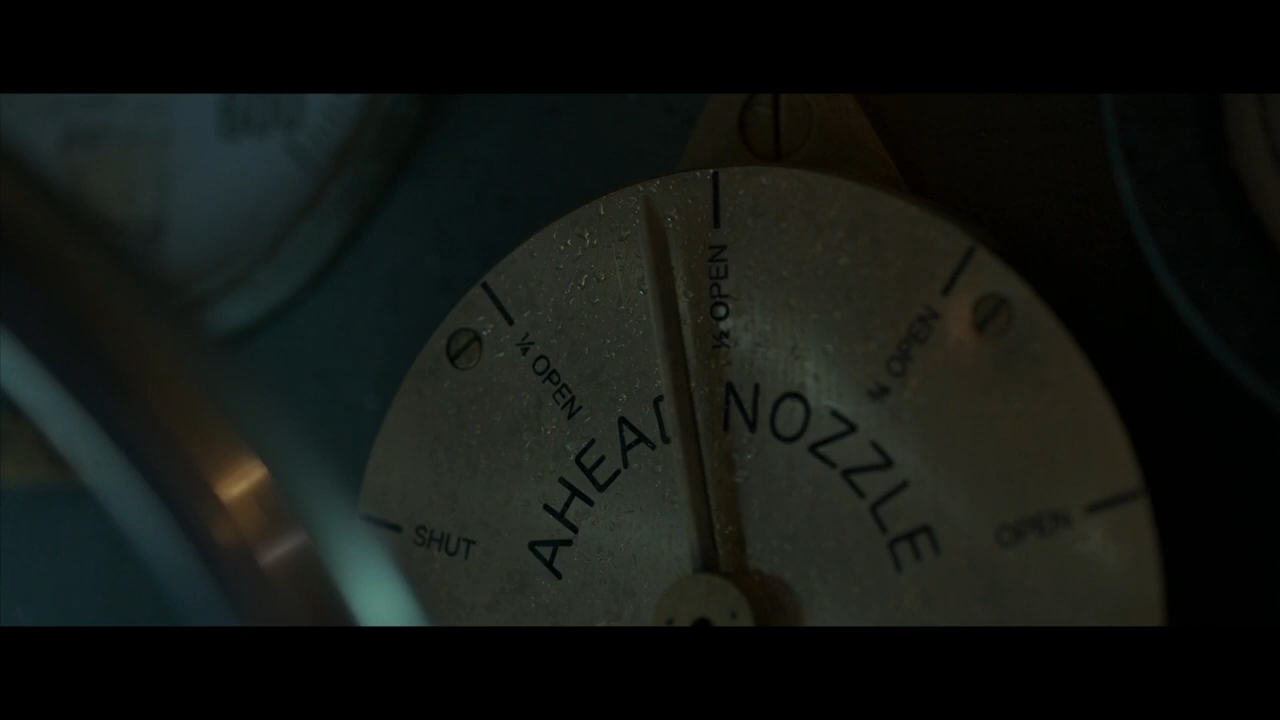 SHUT
¼ OPEN
½ OPEN
¾ OPEN
OPEN
AHEAD NOZZLE